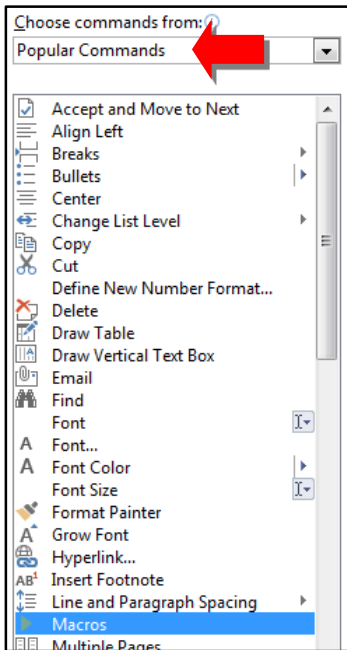 Choose commands from:
Popular Commands
Accept and Move to Next
Align Left
Breaks
Bullets
Center
Change List Level
Copy
Cut
Define New Number Format...
Delete
Draw Table
Draw Vertical Text Box
Email
Find
Font
Font...
Font Color
Font Size
Format Painter
Grow Font
Hyperlink...
Insert Footnote
Line and Paragraph Spacing
Macros
Multiple Pages